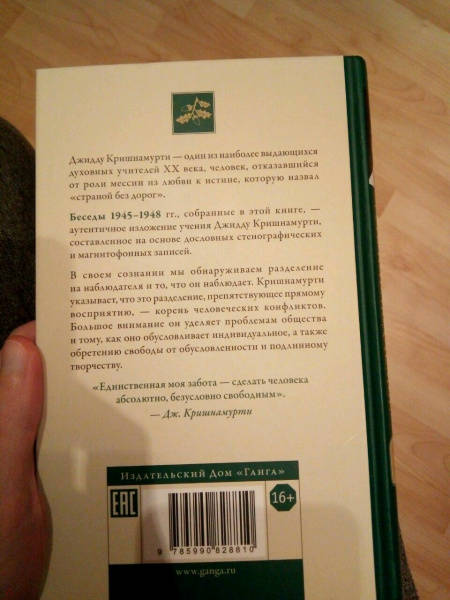 Джидду Кришнамурти — один из наиболее выдающихся
духовных учителей XX века, человек, отказавшийся
от роли мессии из любви к истине, которую назвал
«страной без дорог».
Беседы 1945–1948 гг., собранные в этой книге, —
аутентичное изложение учения Джидду Кришнамурти,
составленное на основе дословных стенографических
и магнитофонных записей.
В своем сознании мы обнаруживаем разделение
на наблюдателя и то, что он наблюдает. Кришнамурти
указывает, что это разделение, препятствующее прямому
восприятию, — корень человеческих конфликтов.
Большое внимание он уделяет проблемам общества
и тому, как оно обусловливает индивидуальное, а также
обретению свободы от обусловленности и подлинному
творчеству.
«Единственная моя забота — сделать человека
абсолютно, безусловно свободным».
— Дж. Кришнамурти
Издательский Дом "Ганга"
EAC
16+
9 785990 828810
www.ganga.ru